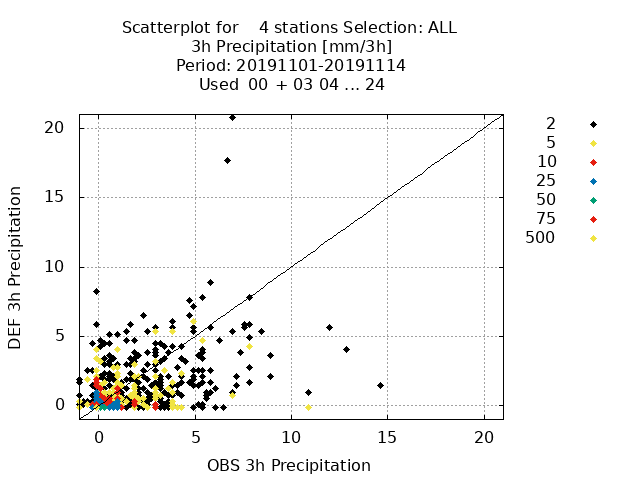 Scatterplot for 4 stations Selection: ALL
3h Precipitation [mm/3h]
Period: 20191101-20191114
Used 00 + 03 04 ... 24
2
5
10
25
50
75
500
20
15
10
5
0
DEF 3h Precipitation
0 5 10 15 20
OBS 3h Precipitation